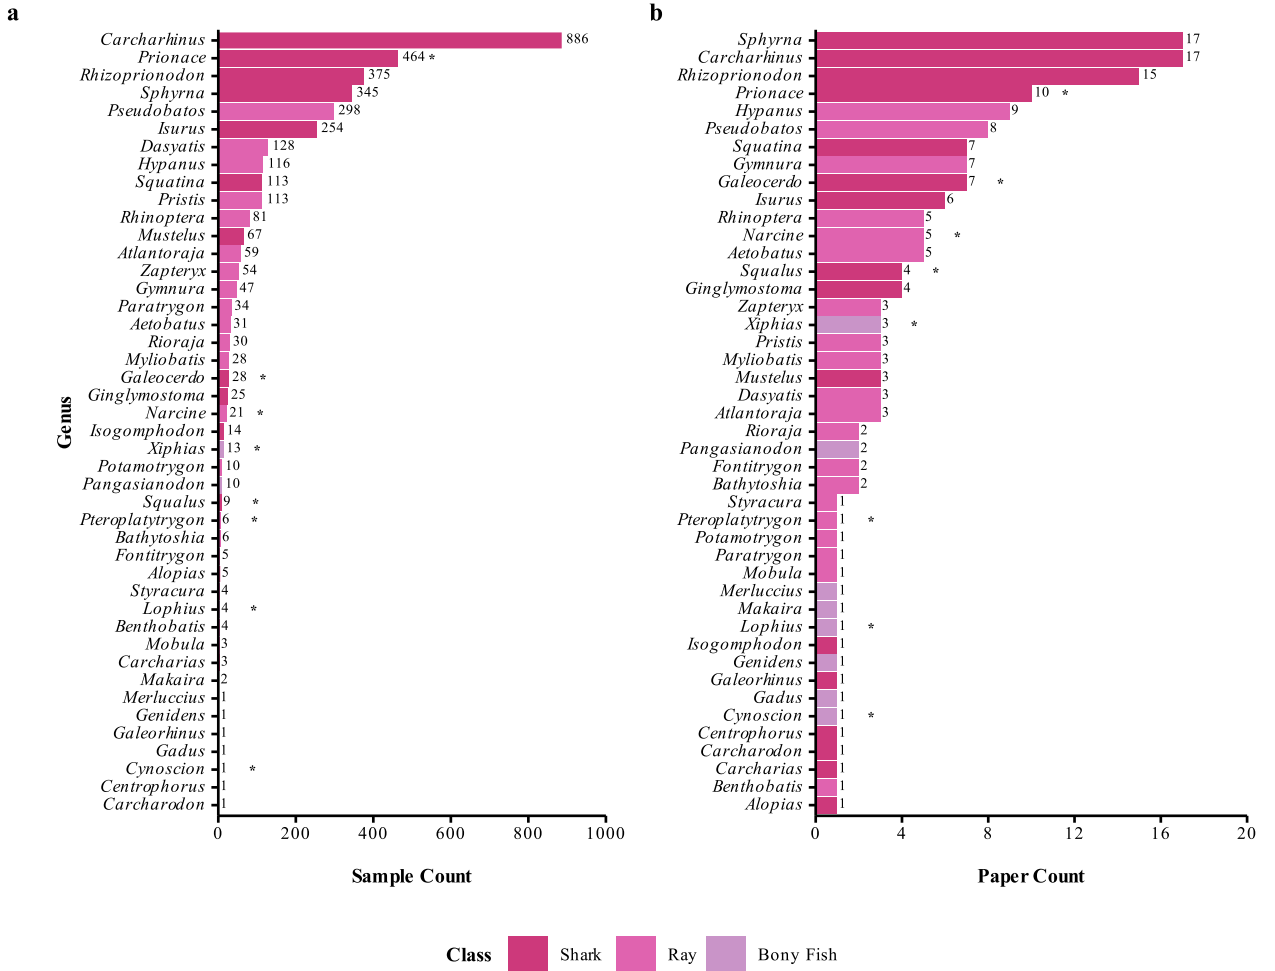 a
Carcharhinus 886
Prionace 464 *
Rhizoprionodon 375
Sphyrna 345
Pseudobatos 298
Isurus 254
Dasyatis 128
Hypanus 116
Squatina 113
Pristis 113
Rhinoptera 81
Mustelus 67
Atlantoraja 59
Zapteryx 54
Gymnura 47
Paratrygon 34
Aetobatus 31
Rioraja 30
Myliobatis 28
Galeocerdo 28 *
Ginglymostoma 25
Narcine 21 *
Isogomphodon 14
Xiphias 13 *
Potamotrygon 10
Pangasianodon 10
Squalus 9 *
Pteroplatytrygon 6 *
Bathytoshia 6
Fontitrygon 5
Alopias 5
Styracura 4
Lophius 4 *
Benthobatis 4
Mobula 3
Carcharias 3
Makaira 2
Merluccius 1
Genidens 1
Galeorhinus 1
Gadus 1
Cynoscion 1 *
Centrophorus 1
Carcharodon 1
Genus
0 200 400 600 800 1000
Sample Count
b
Sphyrna 17
Carcharhinus 17
Rhizoprionodon 15
Prionace 10 *
Hypanus 9
Pseudobatos 8
Squatina 7
Gymnura 7
Galeocerdo 7 *
Isurus 6
Rhinoptera 5
Narcine 5 *
Aetobatus 5
Squalus 4 *
Ginglymostoma 4
Zapteryx 3
Xiphias 3 *
Pristis 3
Myliobatis 3
Mustelus 3
Dasyatis 3
Atlantoraja 3
Rioraja 2
Pangasianodon 2
Fontitrygon 2
Bathytoshia 2
Styracura 1
Pteroplatytrygon 1 *
Potamotrygon 1
Paratrygon 1
Mobula 1
Merluccius 1
Makaira 1
Lophius 1 *
Isogomphodon 1
Genidens 1
Galeorhinus 1
Gadus 1
Cynoscion 1 *
Centrophorus 1
Carcharodon 1
Carcharias 1
Benthobatis 1
Alopias 1
0 4 8 12 16 20
Paper Count
Class Shark Ray Bony Fish